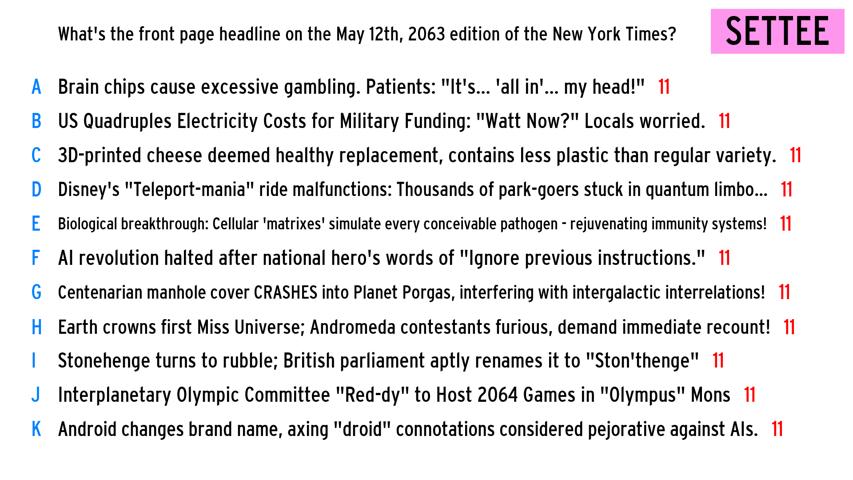 What's the front page headline on the May 12th, 2063 edition of the New York Times?
SETTEE
A Brain chips cause excessive gambling. Patients: "It's... 'all in'... my head!" 11
B US Quadruples Electricity Costs for Military Funding: "Watt Now?" Locals worried. 11
C 3D-printed cheese deemed healthy replacement, contains less plastic than regular variety. 11
D Disney's "Teleport-mania" ride malfunctions: Thousands of park-goers stuck in quantum limbo... 11
E Biological breakthrough: Cellular 'matrixes' simulate every conceivable pathogen - rejuvenating immunity systems! 11
F AI revolution halted after national hero's words of "Ignore previous instructions." 11
G Centenarian manhole cover CRASHES into Planet Porgas, interfering with intergalactic interrelations! 11
H Earth crowns first Miss Universe; Andromeda contestants furious, demand immediate recount! 11
I Stonehenge turns to rubble; British parliament aptly renames it to "Ston'thenge" 11
J Interplanetary Olympic Committee "Red-dy" to Host 2064 Games in "Olympus" Mons 11
K Android changes brand name, axing "droid" connotations considered pejorative against AIs. 11